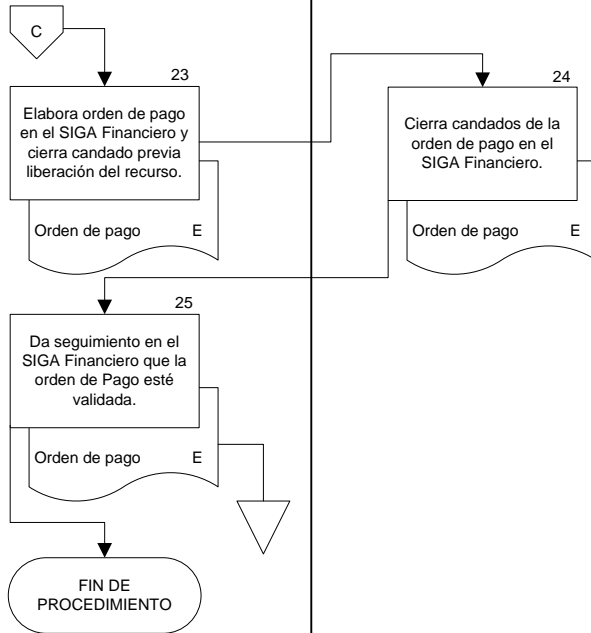 C
23
Elabora orden de pago
en el SIGA Financiero y
cierra candado previa
liberación del recurso.
Orden de pago E
24
Cierra candados de la
orden de pago en el
SIGA Financiero.
Orden de pago E
25
Da seguimiento en el
SIGA Financiero que la
orden de Pago esté
validada.
Orden de pago E
FIN DE
PROCEDIMIENTO